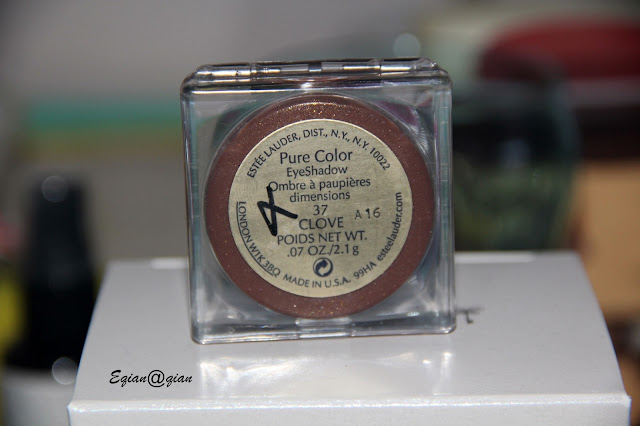 ESTÉE LAUDER, DIST., N.Y., N.Y. 10022
Pure Color
EyeShadow
Ombre à paupières
dimensions
37
A16
CLOVE
POIDS NET WT.
.07 OZ./2.1g
LONDON W1K 3BQ MADE IN U.S.A. 99HA esteelauder.com
Eqian@qian